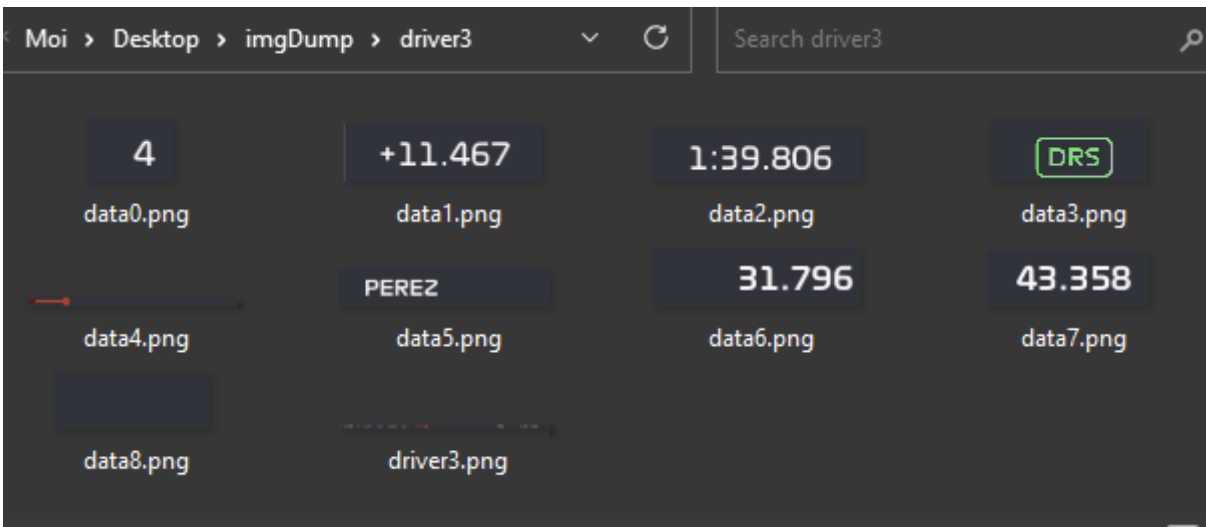 Moi > Desktop > imgDump > driver3
Search driver3
4
+11.467
1:39.806
DRS
data0.png
data1.png
data2.png
data3.png
PEREZ
31.796
43.358
data4.png
data5.png
data6.png
data7.png
data8.png
driver3.png